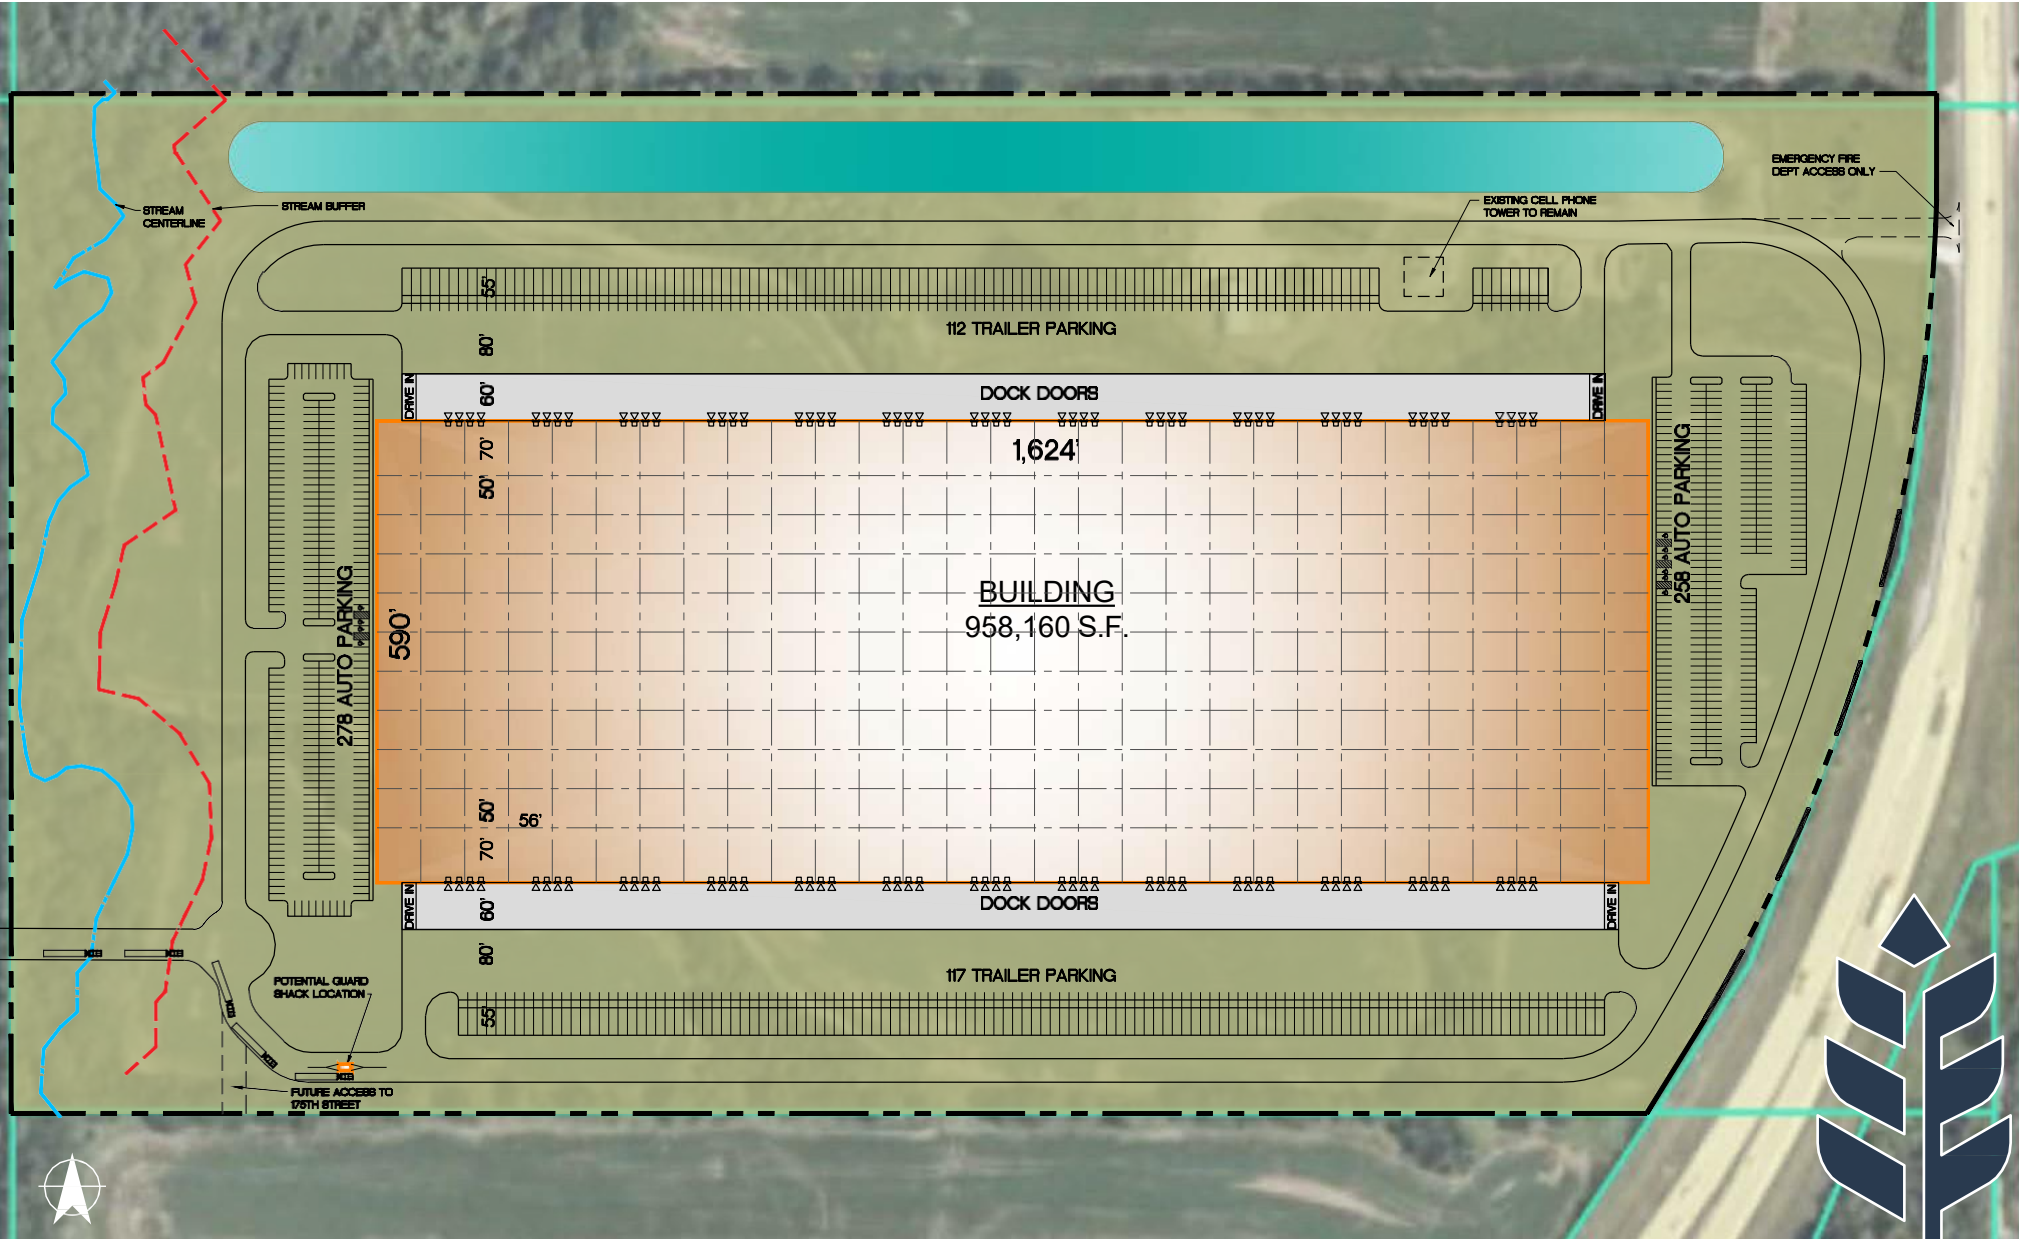 EMERGENCY FIRE
DEPT ACCESS ONLY
STREAM
CENTERLINE
STREAM BUFFER
EXISTING CELL PHONE
TOWER TO REMAIN
55'
112 TRAILER PARKING
80'
60'
DRIVE IN
DOCK DOORS
DRIVE IN
70'
1,624'
50'
258 AUTO PARKING
BUILDING
958,160 S.F.
590'
278 AUTO PARKING
50'
56'
70'
DRIVE IN
60'
DOCK DOORS
DRIVE IN
80'
117 TRAILER PARKING
POTENTIAL GUARD
SHACK LOCATION
55'
FUTURE ACCESS TO
175TH STREET